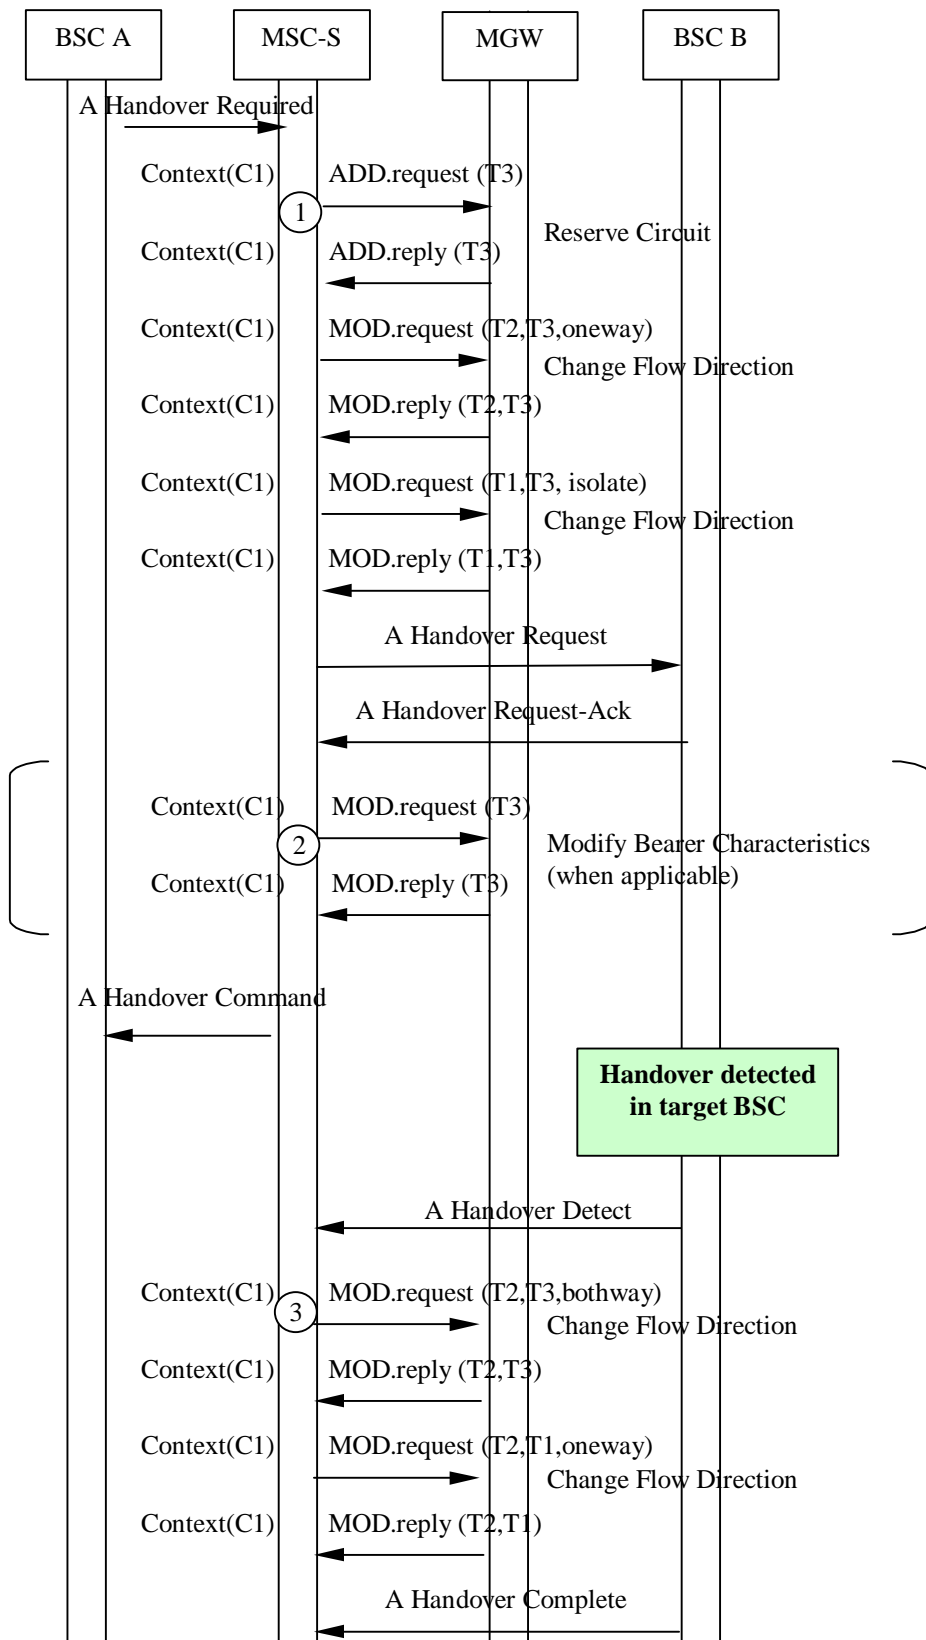 BSC A
MSC-S
MGW
BSC B
A Handover Required
Context(C1)
ADD.request (T3)
1
Reserve Circuit
Context(C1)
ADD.reply (T3)
Context(C1)
MOD.request (T2,T3,oneway)
Change Flow Direction
Context(C1)
MOD.reply (T2,T3)
Context(C1)
MOD.request (T1,T3, isolate)
Change Flow Direction
Context(C1)
MOD.reply (T1,T3)
A Handover Request
A Handover Request-Ack
Context(C1)
MOD.request (T3)
2
Modify Bearer Characteristics
(when applicable)
Context(C1)
MOD.reply (T3)
A Handover Command
Handover detected
in target BSC
A Handover Detect
Context(C1)
MOD.request (T2,T3,bothway)
3
Change Flow Direction
Context(C1)
MOD.reply (T2,T3)
Context(C1)
MOD.request (T2,T1,oneway)
Change Flow Direction
Context(C1)
MOD.reply (T2,T1)
A Handover Complete